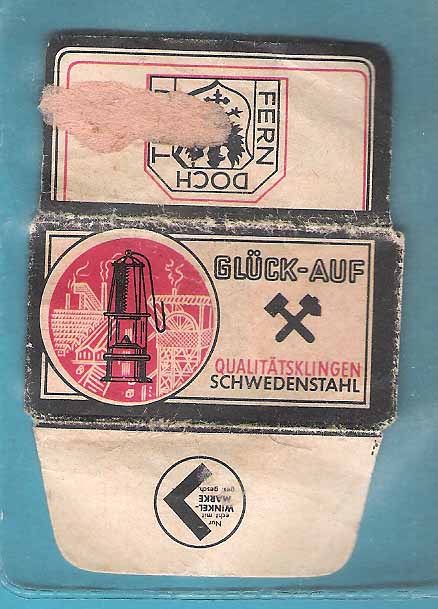 FERN
DOCH
T
GLÜCK-AUF
QUALITÄTSKLINGEN
SCHWEDENSTAHL
Nur
echt mit
WINKEL-
MARKE
ges. gesch.